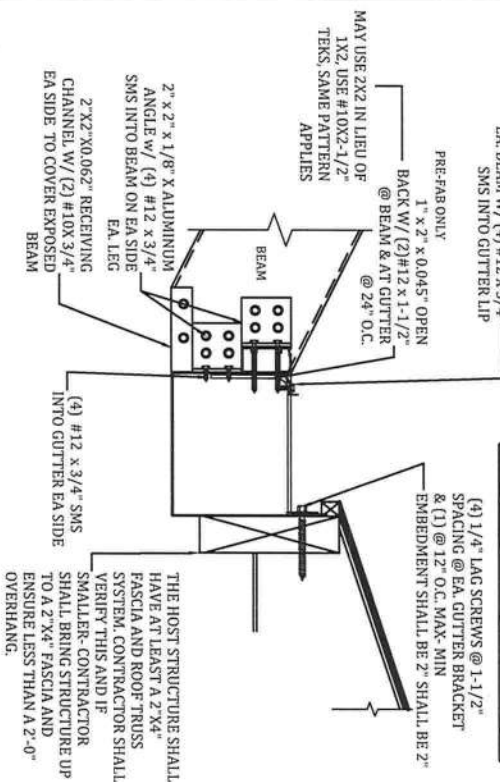 EA. BEAM W/ (4) #12 X 3/4"
SMS INTO GUTTER LIP
PRE-FAB ONLY
1" x 2" x 0.045" OPEN
BACK W/ (2)#12 x 1-1/2"
@ BEAM & AT GUTTER
@ 24" O.C.
MAY USE 2X2 IN LIEU OF
1X2, USE #10X2-1/2"
TEKS, SAME PATTERN
APPLIES
2" x 2" x 1/8" X ALUMINUM
ANGLE w/ (4) #12 x 3/4"
SMS INTO BEAM ON EA SIDE
EA. LEG
2"X2"X0.062" RECEIVING
CHANNEL W/ (2) #10X 3/4"
EA SIDE TO COVER EXPOSED
BEAM
BEAM
(4) #12 x 3/4" SMS
INTO GUTTER EA SIDE
(4) 1/4" LAG SCREWS @ 1-1/2"
SPACING @ EA. GUTTER BRACKET
& (1) @ 12" O.C. MAX- MIN
EMBEDMENT SHALL BE 2" SHALL BE 2"
THE HOST STRUCTURE SHALL
HAVE AT LEAST A 2"X4"
FASCIA AND ROOF TRUSS
SYSTEM. CONTRACTOR SHALL
VERIFY THIS AND IF
SMALLER- CONTRACTOR
SHALL BRING STRUCTURE UP
TO A 2"X4" FASCIA AND
ENSURE LESS THAN A 2'-0"
OVERHANG.